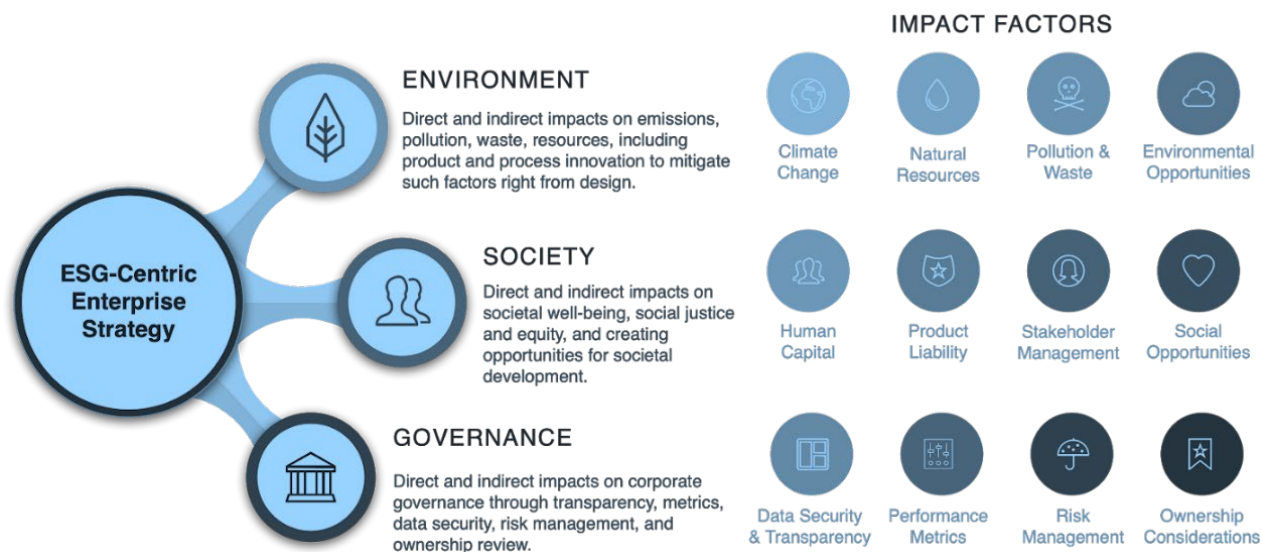 ESG-Centric
Enterprise
Strategy
ENVIRONMENT
Direct and indirect impacts on emissions,
pollution, waste, resources, including
product and process innovation to mitigate
such factors right from design.
SOCIETY
Direct and indirect impacts on
societal well-being, social justice
and equity, and creating
opportunities for societal
development.
GOVERNANCE
Direct and indirect impacts on corporate
governance through transparency, metrics,
data security, risk management, and
ownership review.
IMPACT FACTORS
Climate
Change
Natural
Resources
Pollution &
Waste
Environmental
Opportunities
Human
Capital
Product
Liability
Stakeholder
Management
Social
Opportunities
Data Security
& Transparency
Performance
Metrics
Risk
Management
Ownership
Considerations